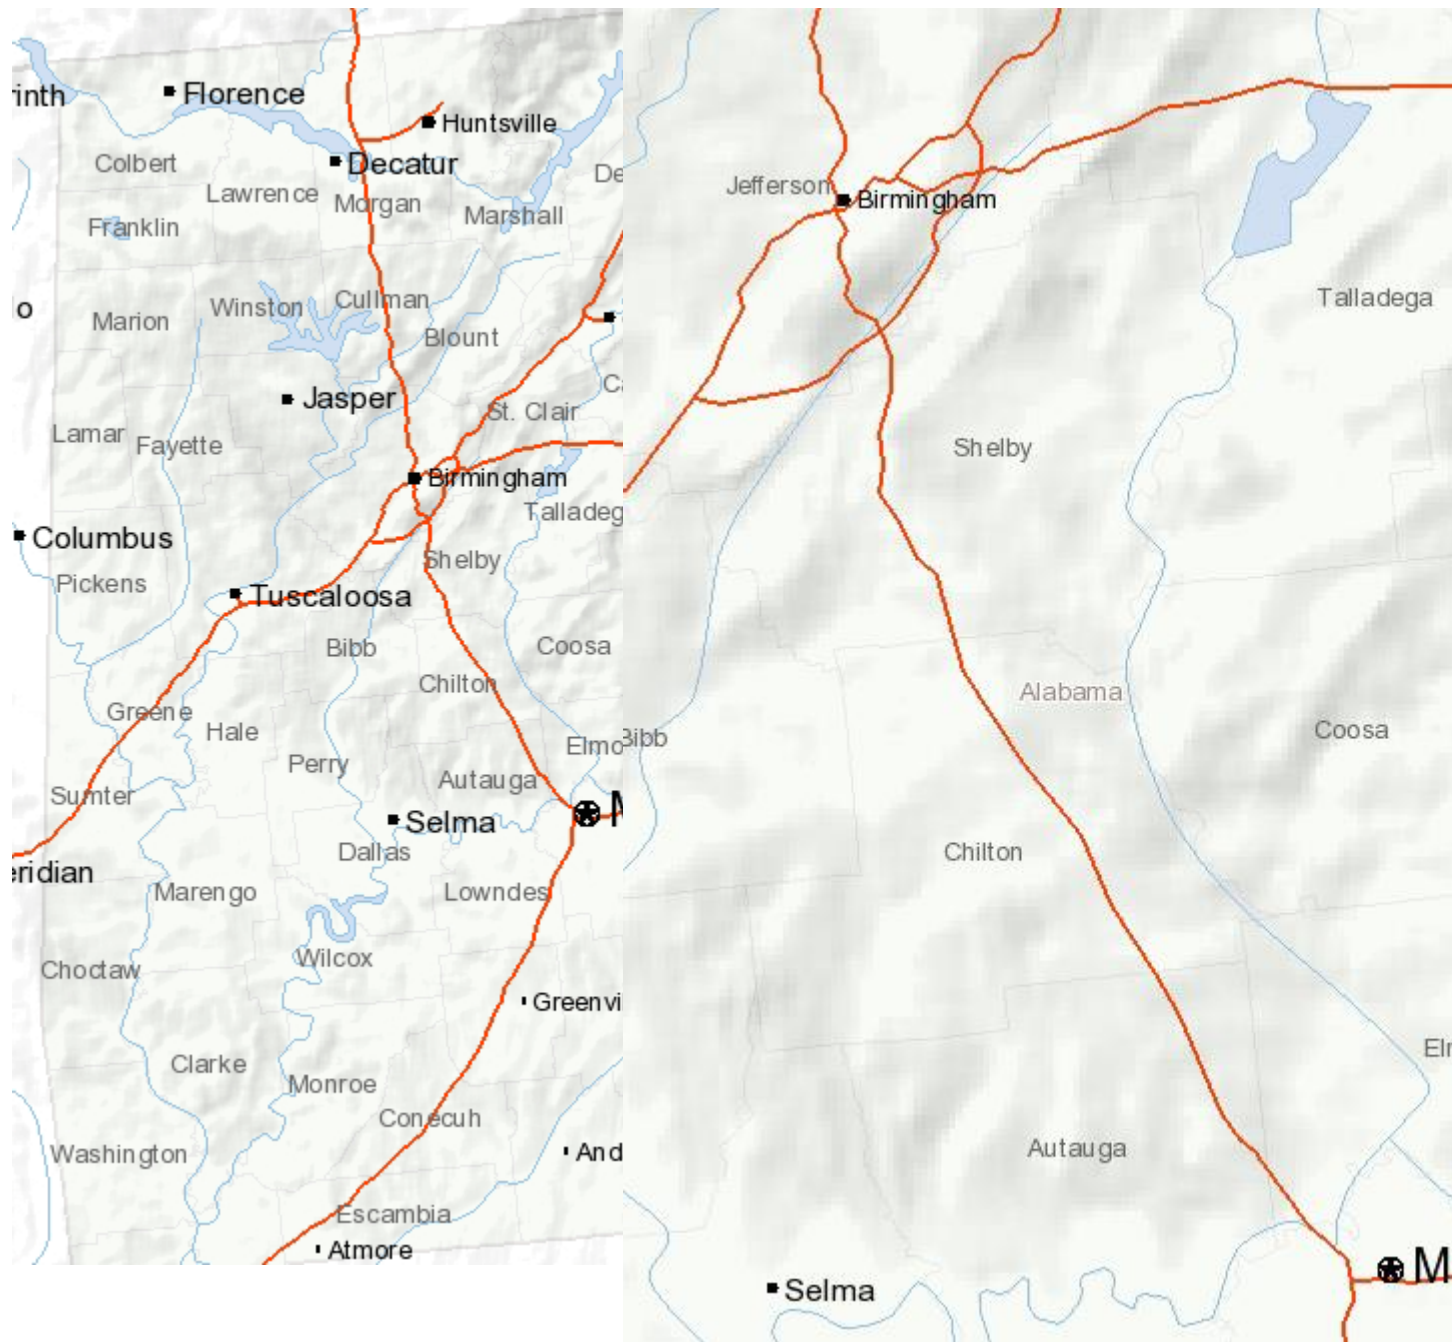 rinth
Florence
Huntsville
Colbert
Decatur
De
Lawrence
Morgan
Marshall
Franklin
Winston
Cullman
o
Marion
Blount
Jasper
Ca
St. Clair
Lamar
Fayette
Birmingham
Talladeg
Columbus
Shelby
Pickens
Tuscaloosa
Bibb
Coosa
Chilton
Greene
Hale
Elmo
Perry
Autauga
Sumter
M
Selma
Dallas
eridian
Marengo
Lowndes
Wilcox
Choctaw
Greenvi
Clarke
Monroe
Conecuh
Washington
And
Escambia
Atmore
Jefferson
Birmingham
Talladega
Shelby
Alabama
Bibb
Coosa
Chilton
Elm
Autauga
M
Selma